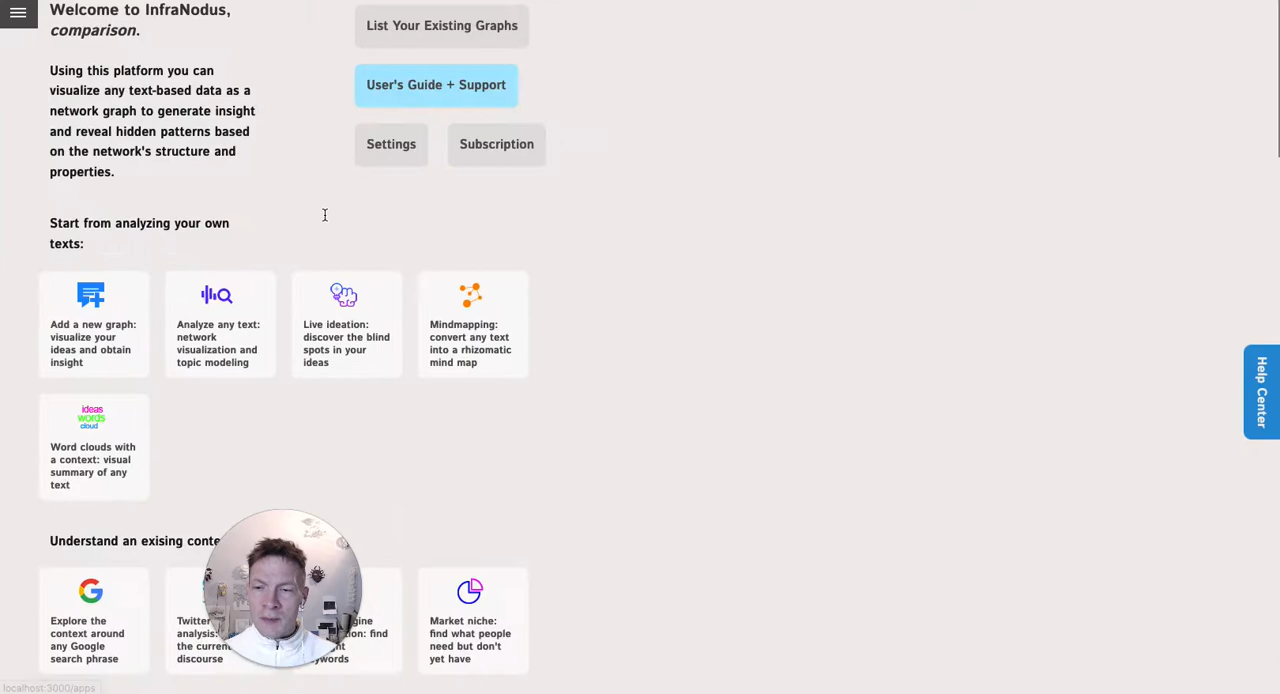 Welcome to InfraNodus,
comparison.
Using this platform you can
visualize any text-based data as a
network graph to generate insight
and reveal hidden patterns based
on the network's structure and
properties.
List Your Existing Graphs
User's Guide + Support
Settings
Subscription
Start from analyzing your own
texts:
Add a new graph:
visualize your
ideas and obtain
insight
Analyze any text:
network
visualization and
topic modeling
Live ideation:
discover the blind
spots in your
ideas
Mindmapping:
convert any text
into a rhizomatic
mind map
ideas
words
cloud
Word clouds with
a context: visual
summary of any
text
Understand an exising
Explore the
context around
any Google
search phrase
Twitter
analysis:
the current
discourse
find
Market niche:
find what people
need but don't
yet have
Help Center
localhost:3000/apps